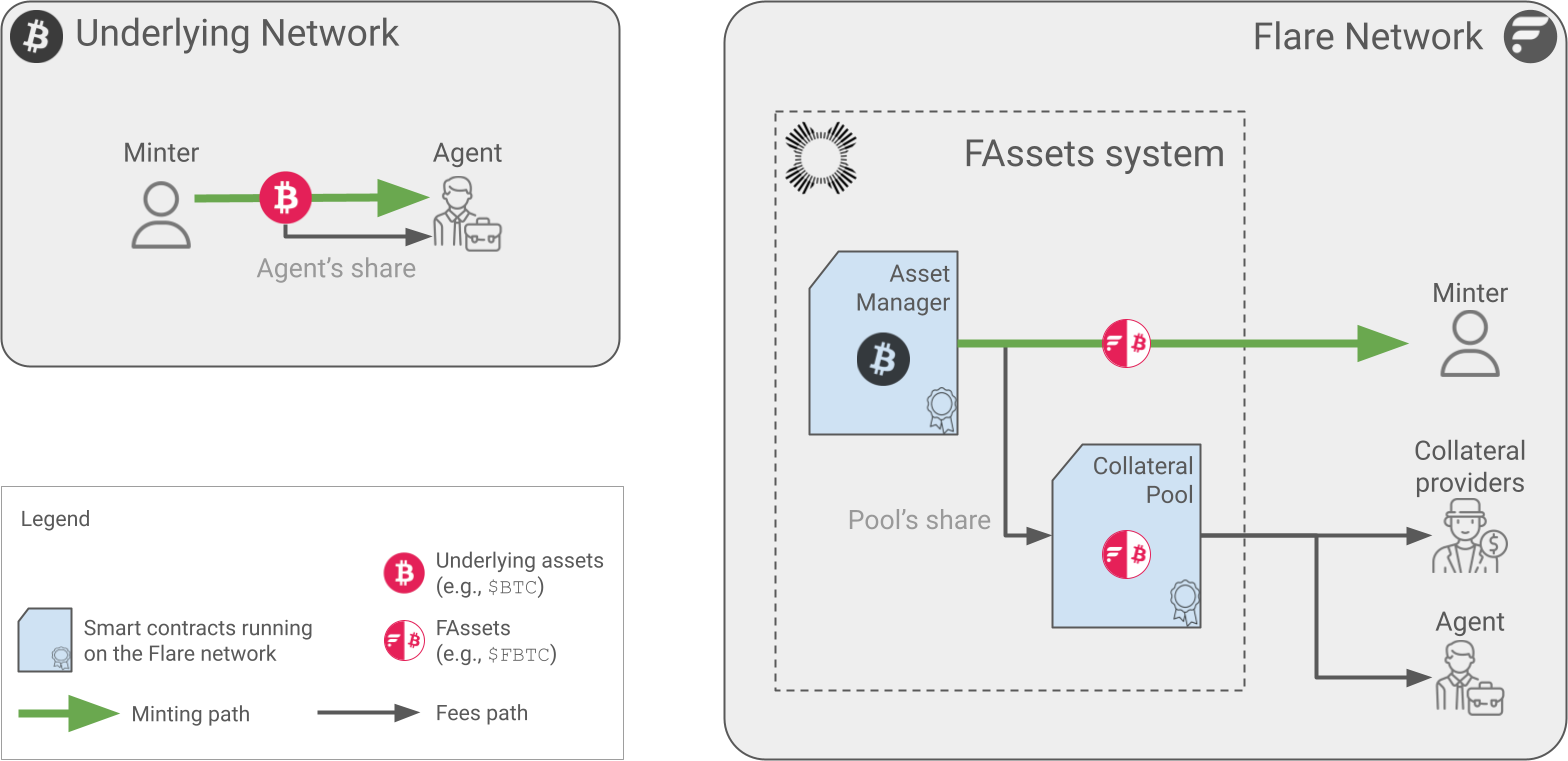 Underlying Network
Minter
Agent
Agent’s share
Legend
Smart contracts running
on the Flare network
Underlying assets
(e.g., $BTC)
FAssets
(e.g., $FBTC)
Minting path
Fees path
Flare Network
FAssets system
Asset
Manager
Minter
Collateral
Pool
Pool’s share
Collateral
providers
Agent